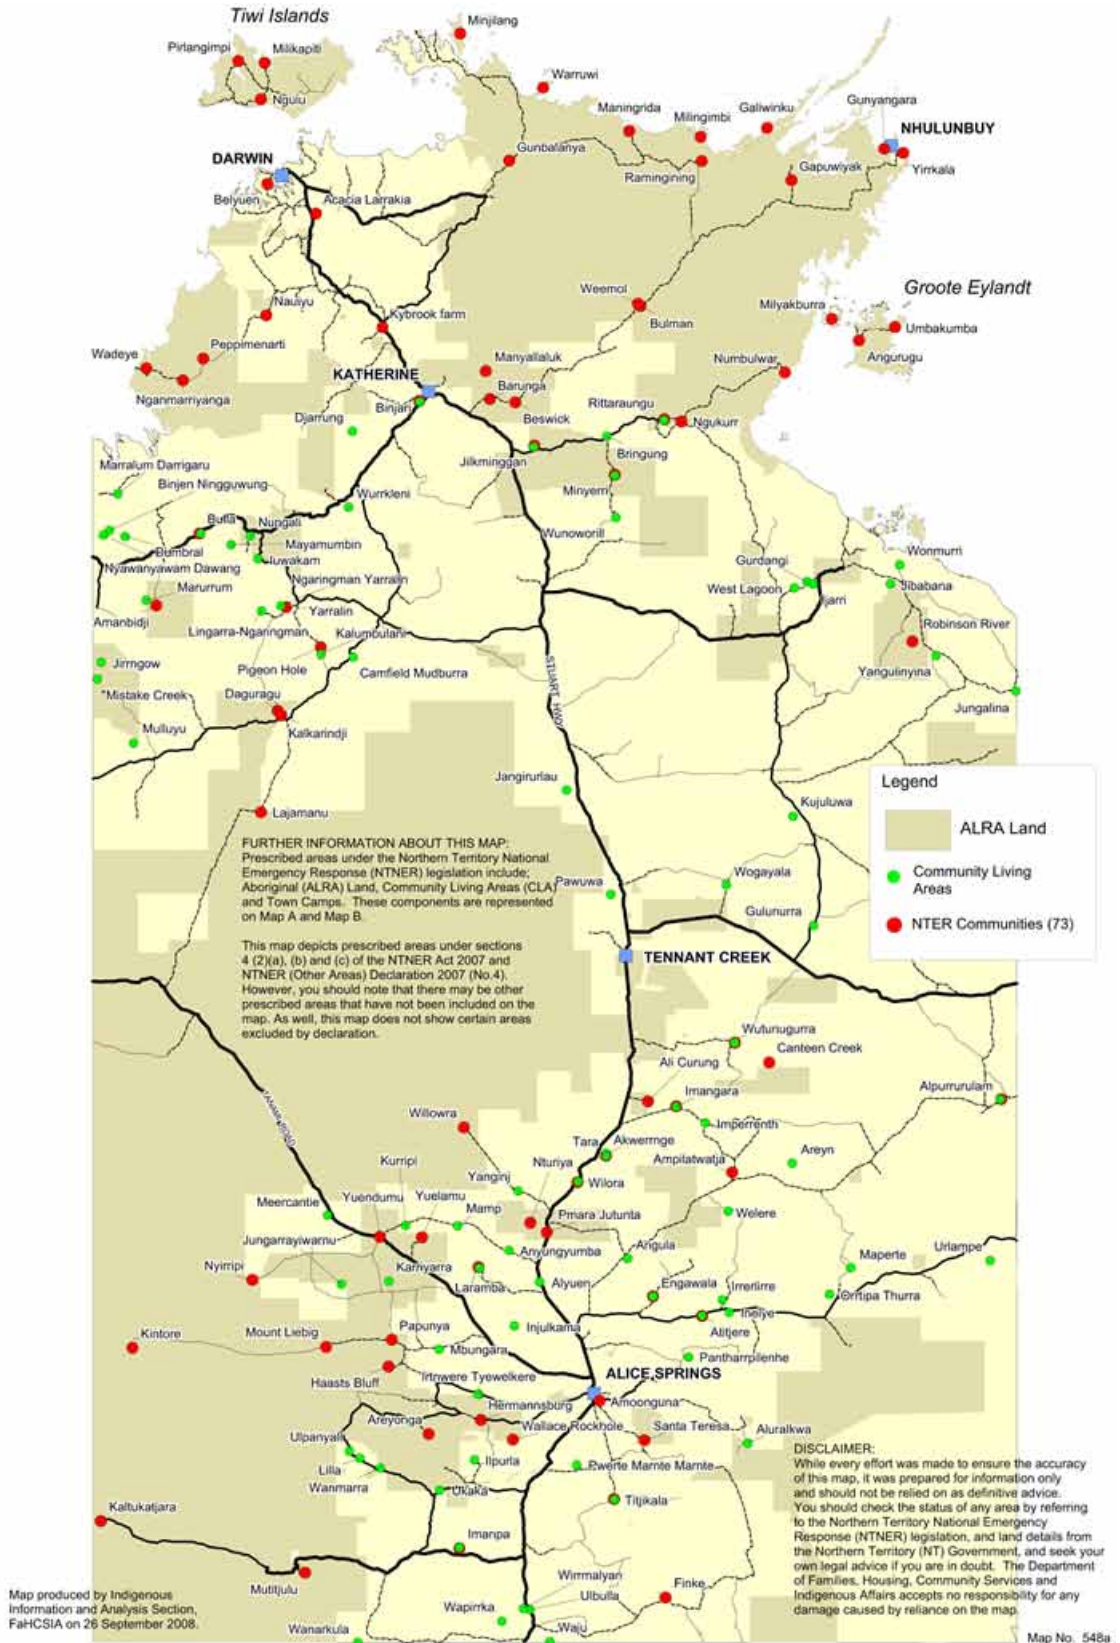 Tiwi Islands
Minjilang
Pirlangimpi
Milikapiti
Warruwi
Nguiu
Maningrida
Galiwinku
Gunyangara
Milingimbi
NHULUNBUY
DARWIN
Gunbalanya
Ramingining
Gapuwiyak
Yirrkala
Belyuen
Acacia Larrakia
Weemol
Groote Eylandt
Nauiyu
Milyakburra
Kybrook farm
Bulman
Umbakumba
Wadeye
Peppimenarti
Manyallaluk
Numbulwar
Angurugu
KATHERINE
Barunga
Nganmarriyanga
Binjari
Rittaraungu
Djarrung
Beswick
Ngukurr
Bringung
Jilkminggan
Marralum Darrigaru
Binjen Ningguwung
Minyerri
Wurrkleni
Bulla
Nungali
Wunoworill
Dumbral
Mayamumbin
Wonmurri
Juwakam
Gurdangi
Nyawanyawam Dawang
Ngaringman Yarralin
Marurrum
West Lagoon
Jibabana
Ijarri
Amanbidji
Yarralin
Robinson River
Lingarra-Ngaringman
Kalumbulani
Jirrngow
Pigeon Hole
Camfield Mudburra
Yangulinyina
STUART HWY
"Mistake Creek
Daguragu
Jungalina
Mulluyu
Kalkarindji
Jangirurlau
Legend
Kujuluwa
Lajamanu
ALRA Land
FURTHER INFORMATION ABOUT THIS MAP:
Prescribed areas under the Northern Territory National
Emergency Response (NTNER) legislation include;
Aboriginal (ALRA) Land, Community Living Areas (CLA)
and Town Camps. These components are represented
on Map A and Map B.
This map depicts prescribed areas under sections
4 (2)(a), (b) and (c) of the NTNER Act 2007 and
NTNER (Other Areas) Declaration 2007 (No.4).
However, you should note that there may be other
prescribed areas that have not been included on the
map. As well, this map does not show certain areas
excluded by declaration.
Community Living
Areas
NTER Communities (73)
Wogayala
Pawuwa
Gulunurra
TENNANT CREEK
Wutunugurra
Canteen Creek
Ali Curung
Imangara
Alpurrurulam
TANAMI ROAD
Willowra
Imperrenth
Tara
Akwerrnge
Areyn
Kurripi
Nturiya
Ampilatwatja
Yanginj
Wilora
Meercantie
Yuendumu
Yuelamu
Mamp
Pmara Jutunta
Welere
Jungarrayiwarnu
Anyungyumba
Angula
Urlampe
Nyirripi
Karriyarra
Maperte
Laramba
Alyuen
Engawala
Irrerlirre
Orrtipa Thurra
Inelye
Kintore
Mount Liebig
Papunya
Injulkama
Atitjere
Mbungara
Pantharrpilenhe
Haasts Bluff
Irtnwere Tyewelkere
ALICE SPRINGS
Hermannsburg
Amoonguna
Areyonga
Wallace Rockhole
Santa Teresa
Aluralkwa
Ulpanyali
Lilla
Ilpurla
Pwerte Marnte Marnte
Wanmarra
Ukaka
Titjikala
Kaltukatjara
Imanpa
DISCLAIMER:
While every effort was made to ensure the accuracy
of this map, it was prepared for information only
and should not be relied on as definitive advice.
You should check the status of any area by referring
to the Northern Territory National Emergency
Response (NTNER) legislation, and land details from
the Northern Territory (NT) Government, and seek your
own legal advice if you are in doubt. The Department
of Families, Housing, Community Services and
Indigenous Affairs accepts no responsibility for any
damage caused by reliance on the map.
Mutitjulu
Wirrmalyan
Finke
Ulbulla
Wapirrka
Waju
Wanarkula
Map produced by Indigenous
Information and Analysis Section,
FaHCSIA on 26 September 2008.
Map No. 548a